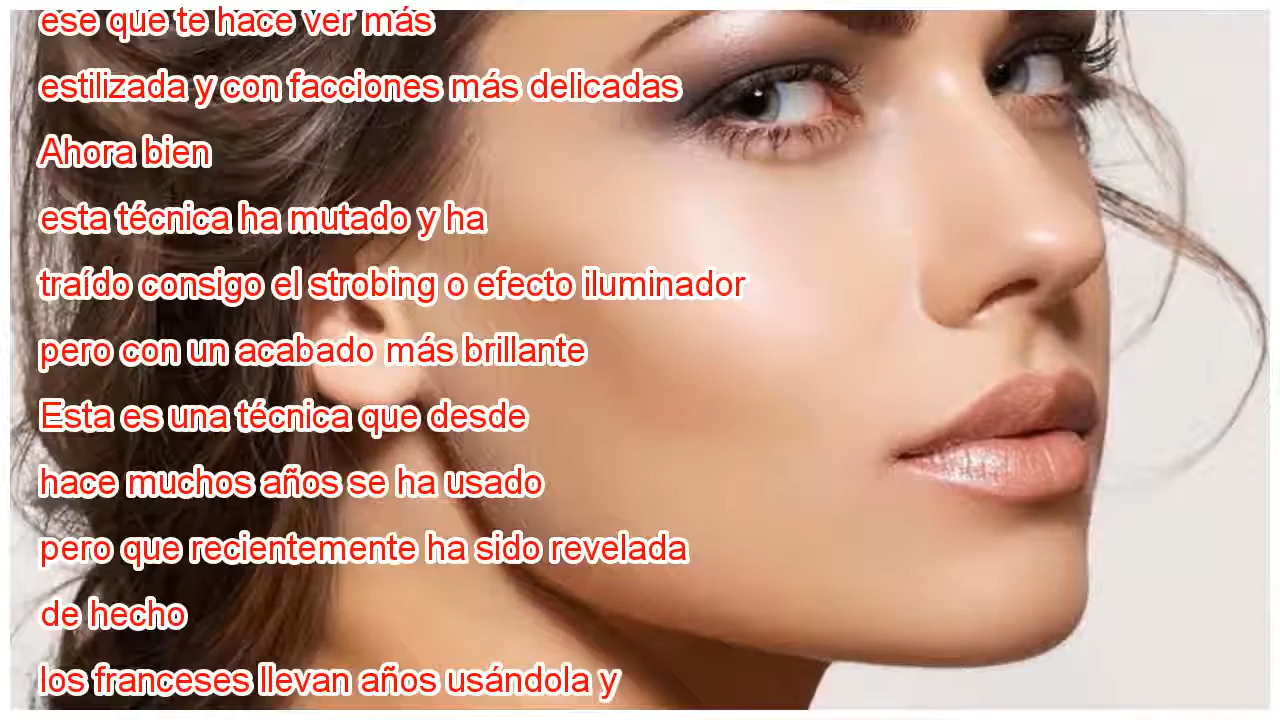 ese que te hace ver más
estilizada y con facciones más delicadas
Ahora bien
esta técnica ha mutado y ha
traído consigo el strobing o efecto iluminador
pero con un acabado más brillante
Esta es una técnica que desde
hace muchos años se ha usado
pero que recientemente ha sido revelada
de hecho
los franceses llevan años usándola y